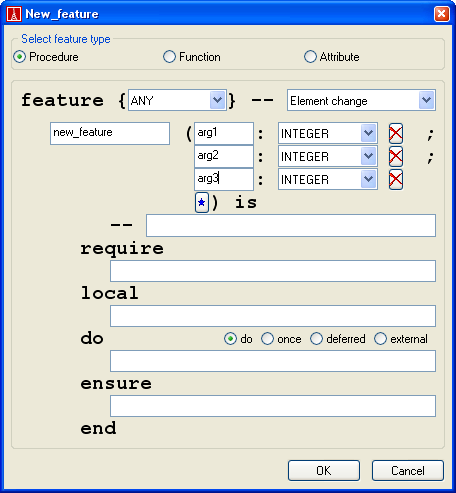 New_feature
Select feature type
Procedure Function Attribute
feature { ANY } -- Element change
new_feature ( arg1 : INTEGER ;
arg2 : INTEGER ;
arg3 : INTEGER
* ) is
--
require
local
do do once deferred external
ensure
end
OK Cancel